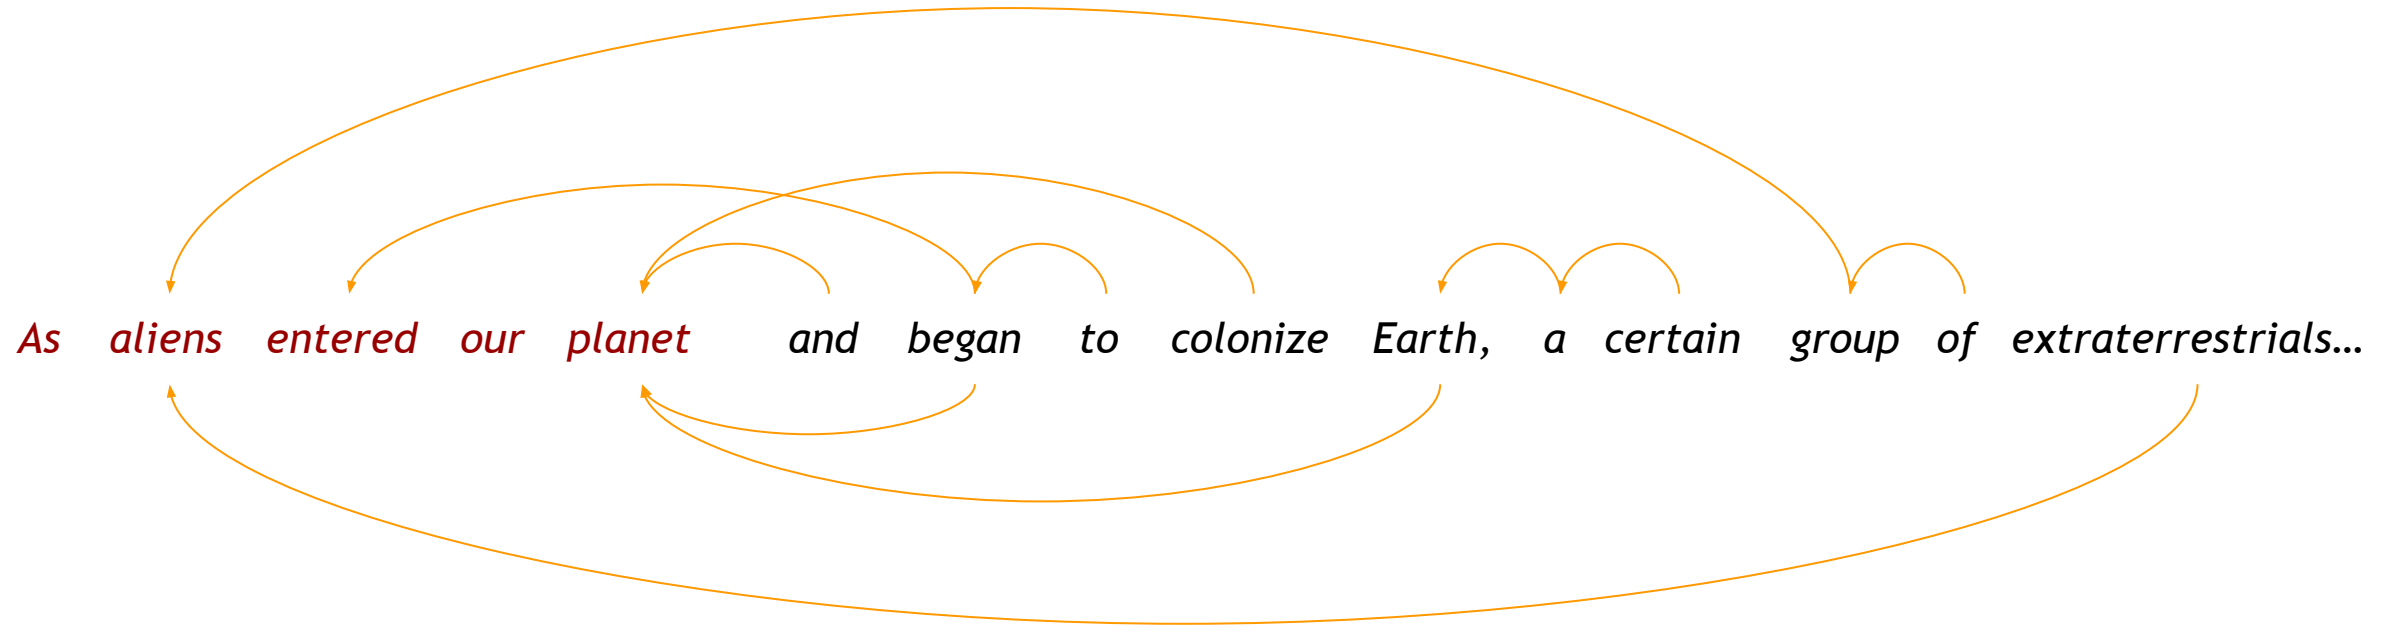 As aliens entered our planet and began to colonize Earth, a certain group of extraterrestrials...